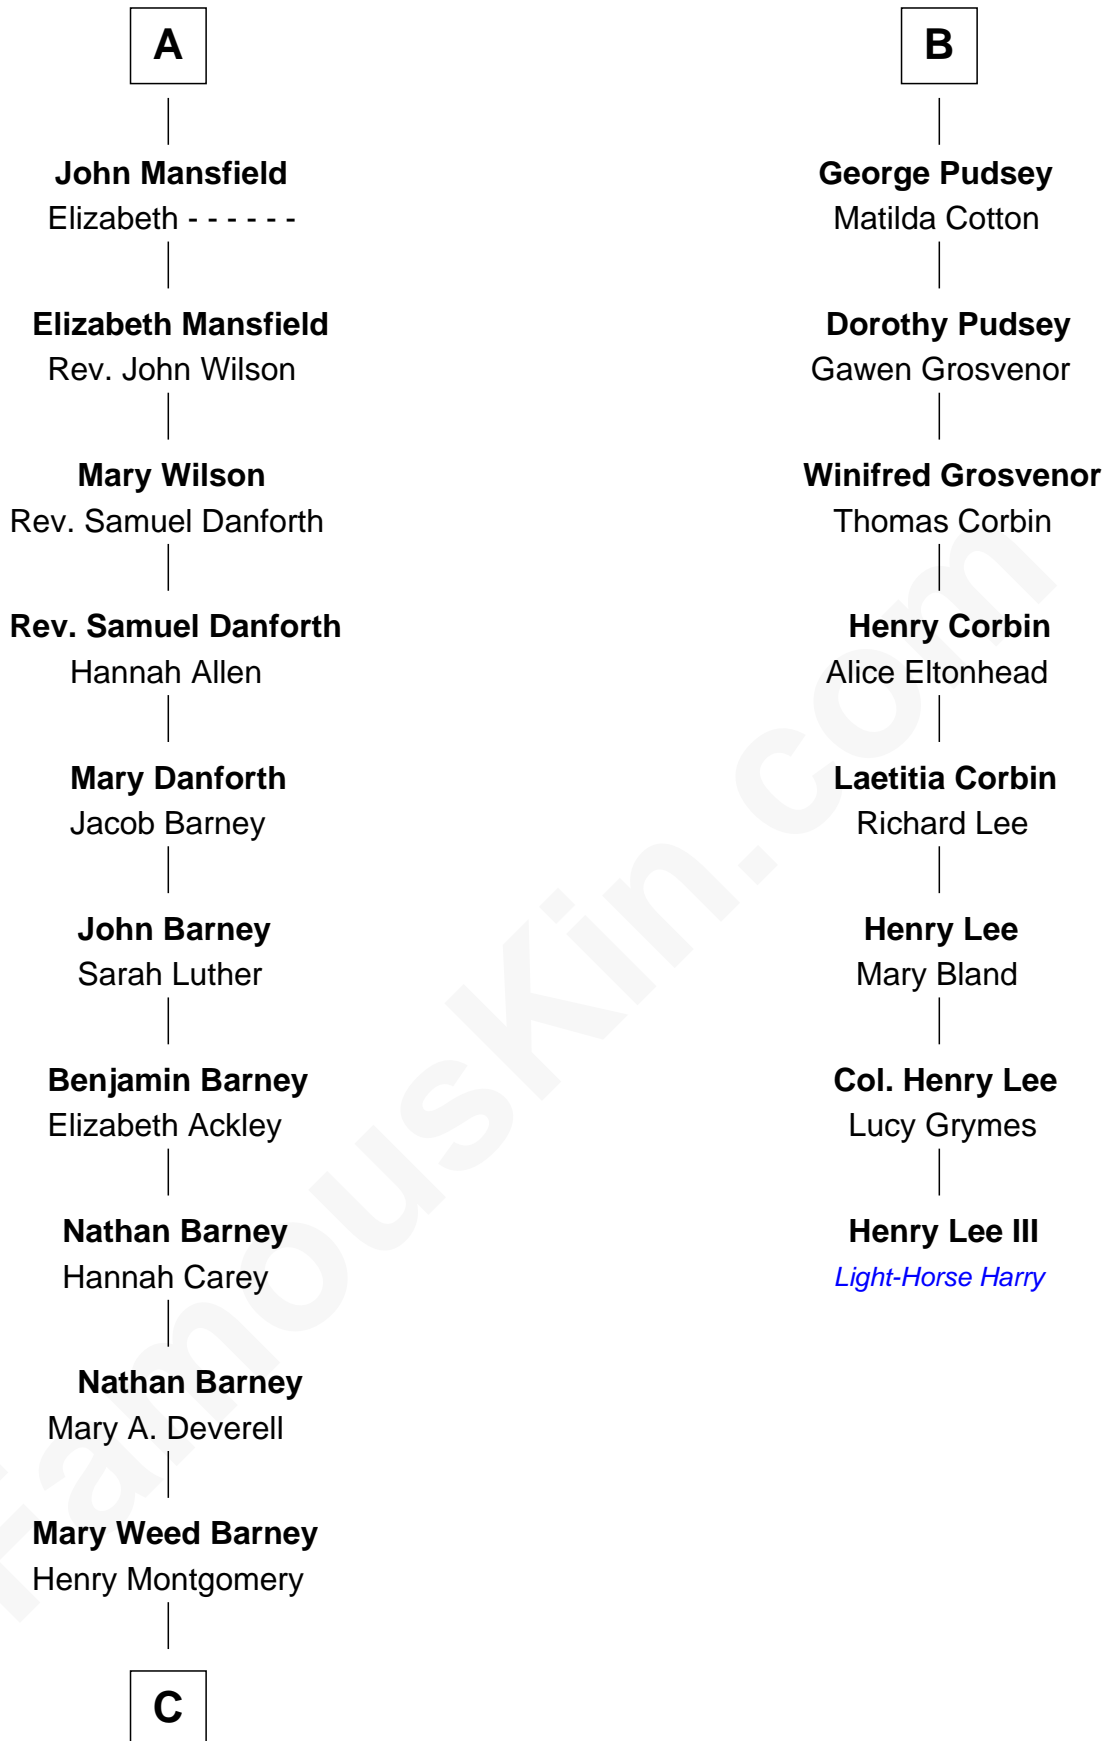 A
John Mansfield
Elizabeth - - - - - -
Elizabeth Mansfield
Rev. John Wilson
Mary Wilson
Rev. Samuel Danforth
Rev. Samuel Danforth
Hannah Allen
Mary Danforth
Jacob Barney
John Barney
Sarah Luther
Benjamin Barney
Elizabeth Ackley
Nathan Barney
Hannah Carey
Nathan Barney
Mary A. Deverell
Mary Weed Barney
Henry Montgomery
C
B
George Pudsey
Matilda Cotton
Dorothy Pudsey
Gawen Grosvenor
Winifred Grosvenor
Thomas Corbin
Henry Corbin
Alice Eltonhead
Laetitia Corbin
Richard Lee
Henry Lee
Mary Bland
Col. Henry Lee
Lucy Grymes
Henry Lee III
Light-Horse Harry
FamousKin.com